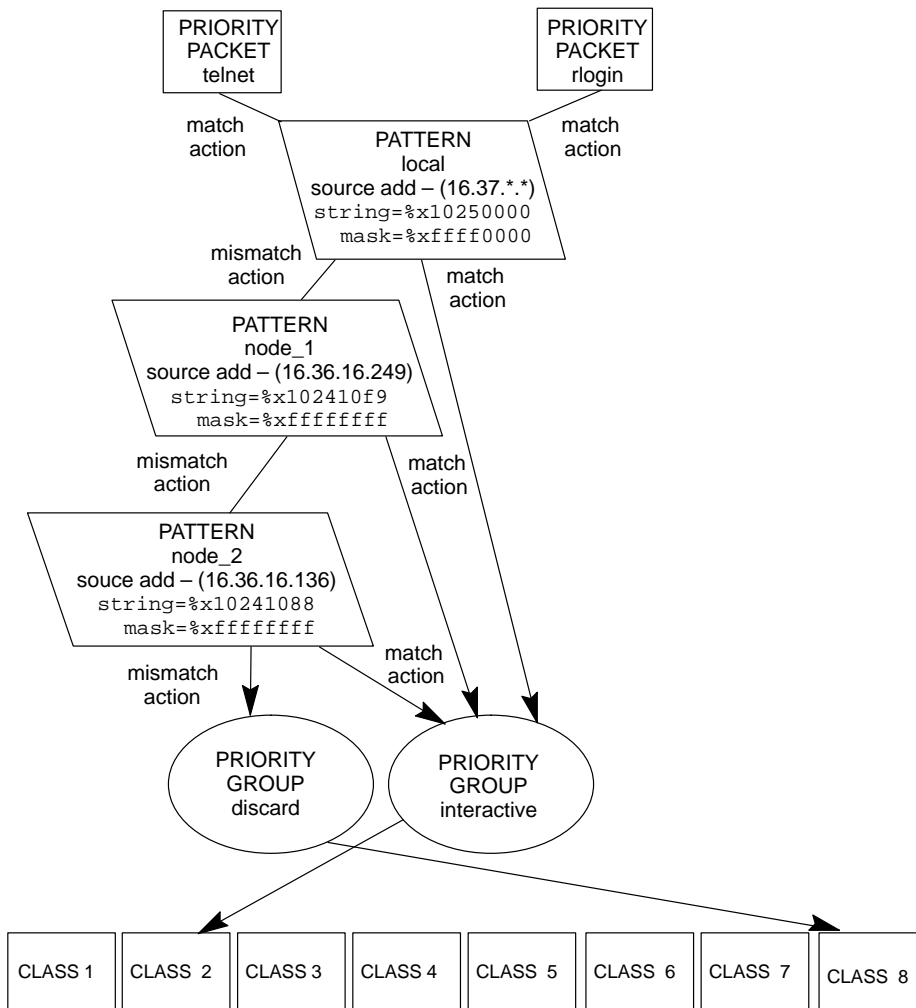 PRIORITY
PACKET
telnet
PRIORITY
PACKET
rlogin
match
action
match
action
PATTERN
local
source add – (16.37.*.*)
string=%x10250000
mask=%xffff0000
mismatch
action
match
action
PATTERN
node_1
source add – (16.36.16.249)
string=%x102410f9
mask=%xffffffff
mismatch
action
match
action
PATTERN
node_2
souce add – (16.36.16.136)
string=%x10241088
mask=%xffffffff
mismatch
action
match
action
PRIORITY
GROUP
discard
PRIORITY
GROUP
interactive
CLASS 1
CLASS 2
CLASS 3
CLASS 4
CLASS 5
CLASS 6
CLASS 7
CLASS 8